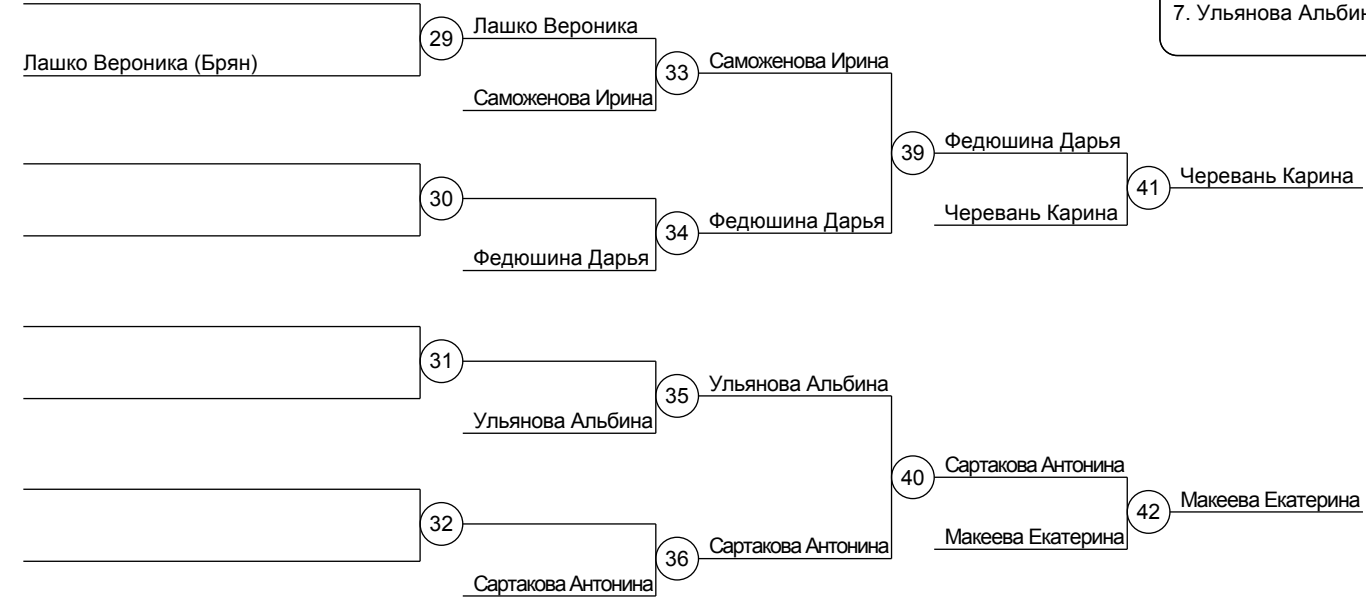 7. Ульянова
29
Лашко Вероника
Лашко Вероника (Брян)
33
Саможенова Ирина
Саможенова Ирина
39
Федюшина Дарья
30
41
Черевань Карина
34
Федюшина Дарья
Черевань Карина
Федюшина Дарья
31
35
Ульянова Альбина
Ульянова Альбина
40
Сартакова Антонина
32
42
Макеева Екатерина
36
Сартакова Антонина
Макеева Екатерина
Сартакова Антонина